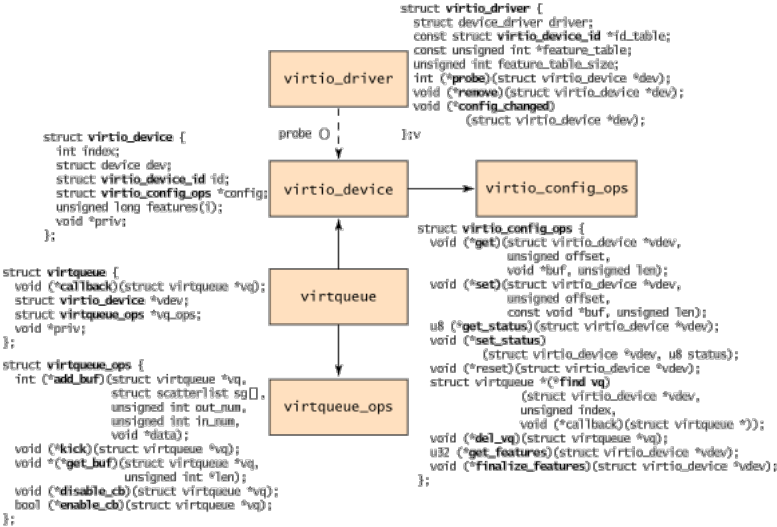 struct virtio_driver {
struct device_driver driver;
const struct virtio_device_id *id_table;
const unsigned int *feature_table;
unsigned int feature_table_size;
int (*probe)(struct virtio_device *dev);
void (*remove)(struct virtio_device *dev);
void (*config_changed)
(struct virtio_device *dev);
};v
virtio_driver
probe ()
struct virtio_device {
int index;
struct device dev;
struct virtio_device_id id;
struct virtio_config_ops *config;
unsigned long features(i);
void *priv;
};
virtio_device
virtio_config_ops
struct virtio_config_ops {
void (*get)(struct virtio_device *vdev,
unsigned offset,
void *buf, unsigned len);
void (*set)(struct virtio_device *vdev,
unsigned offset,
const void *buf, unsigned len);
u8 (*get_status)(struct virtio_device *vdev);
void (*set_status)
(struct virtio_device *vdev, u8 status);
void (*reset)(struct virtio_device *vdev);
struct virtqueue *(*find vq)
(struct virtio_device *vdev,
unsigned index,
void (*callback)(struct virtqueue *));
void (*del_vq)(struct virtqueue *vq);
u32 (*get_features)(struct virtio_device *vdev);
void (*finalize_features)(struct virtio_device *vdev);
};
struct virtqueue {
void (*callback)(struct virtqueue *vq);
struct virtio_device *vdev;
struct virtqueue_ops *vq_ops;
void *priv;
};
virtqueue
struct virtqueue_ops {
int (*add_buf)(struct virtqueue *vq,
struct scatterlist sg[],
unsigned int out_num,
unsigned int in_num,
void *data);
void (*kick)(struct virtqueue *vq);
void *(*get_buf)(struct virtqueue *vq,
unsigned int *len);
void (*disable_cb)(struct virtqueue *vq);
bool (*enable_cb)(struct virtqueue *vq);
};
virtqueue_ops